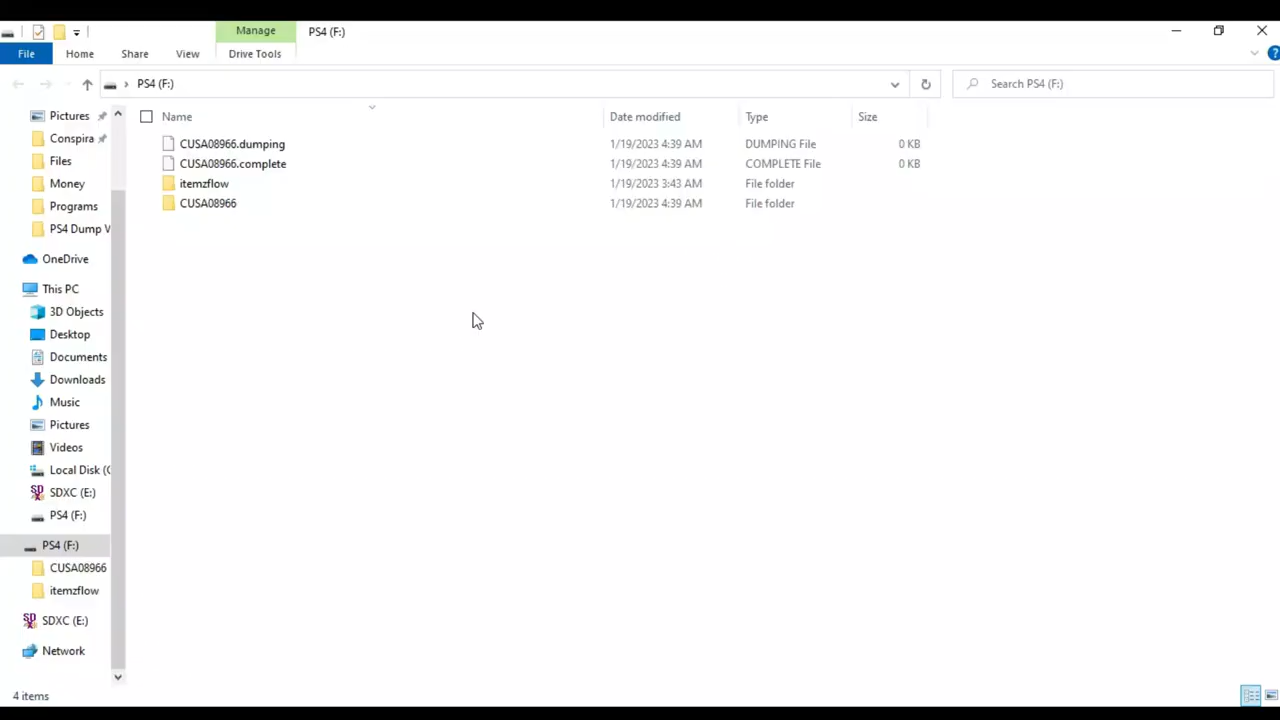 Manage
PS4 (F:)
File
Home
Share
View
Drive Tools
PS4 (F:)
Search PS4 (F:)
Name
Date modified
Type
Size
CUSA08966.dumping
1/19/2023 4:39 AM
DUMPING File
0 KB
CUSA08966.complete
1/19/2023 4:39 AM
COMPLETE File
0 KB
itemzflow
1/19/2023 3:43 AM
File folder
CUSA08966
1/19/2023 4:39 AM
File folder
Pictures
Conspira
Files
Money
Programs
PS4 Dump V
OneDrive
This PC
3D Objects
Desktop
Documents
Downloads
Music
Pictures
Videos
Local Disk (C
SDXC (E:)
PS4 (F:)
PS4 (F:)
CUSA08966
itemzflow
SDXC (E:)
Network
4 items